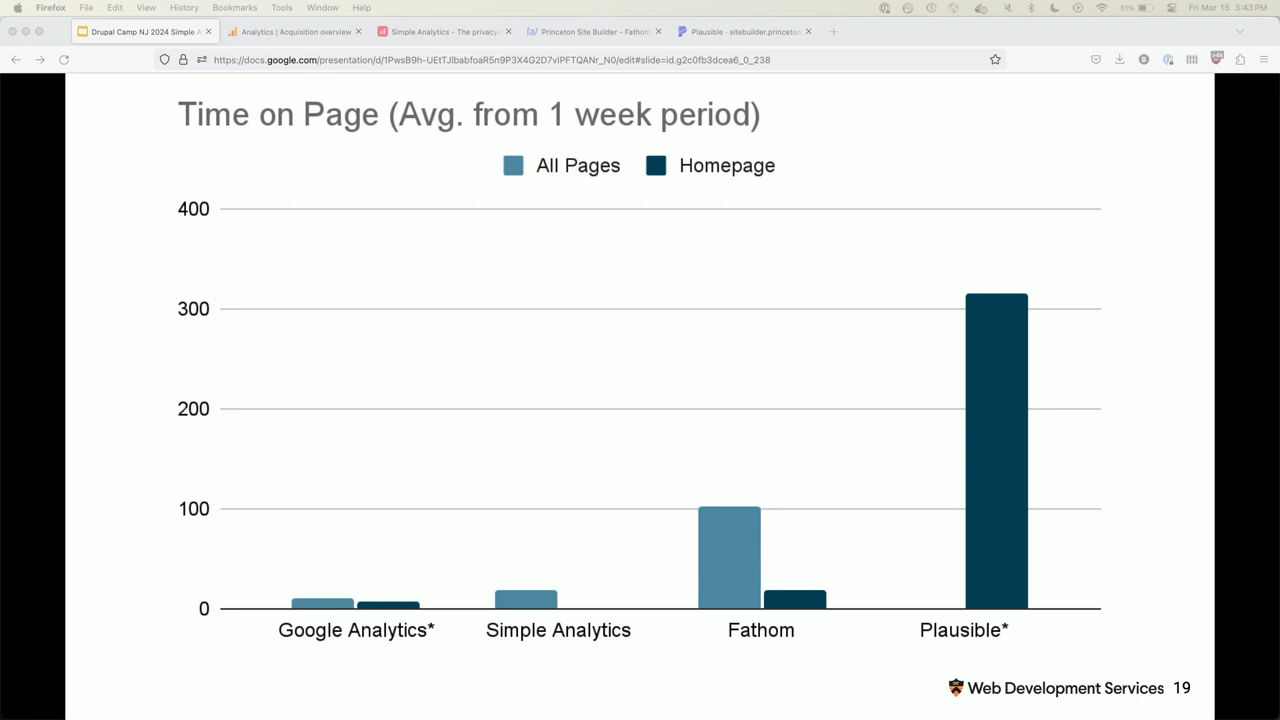 Firefox File Edit View History Bookmarks Tools Window Help 51% Fri Mar 15 3:43 PM
Drupal Camp NJ 2024 Simple A Analytics | Acquisition overview Simple Analytics - The privacy- Princeton Site Builder - Fathom Plausible · sitebuilder.princeton
https://docs.google.com/presentation/d/1PwsB9h-UEtTJlbabfoaR5n9P3X4G2D7vlPFTQANr_N0/edit#slide=id.g2c0fb3dcea6_0_238
Time on Page (Avg. from 1 week period)
All Pages Homepage
400
300
200
100
0
Google Analytics* Simple Analytics Fathom Plausible*
Web Development Services 19